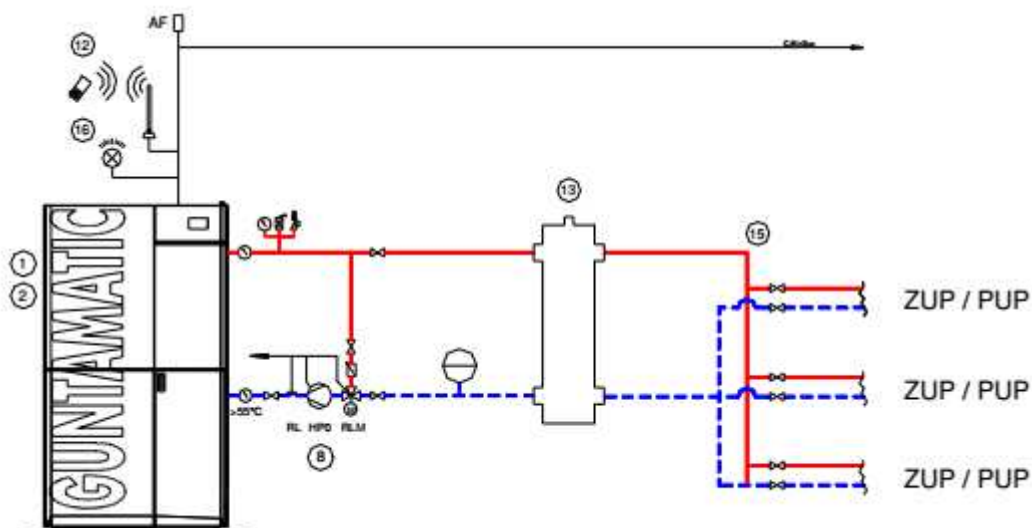 AF
12
16
1
2
GUNTAMATIC
13
15
ZUP / PUP
ZUP / PUP
ZUP / PUP
>55°C
RL HP0 RLM
8